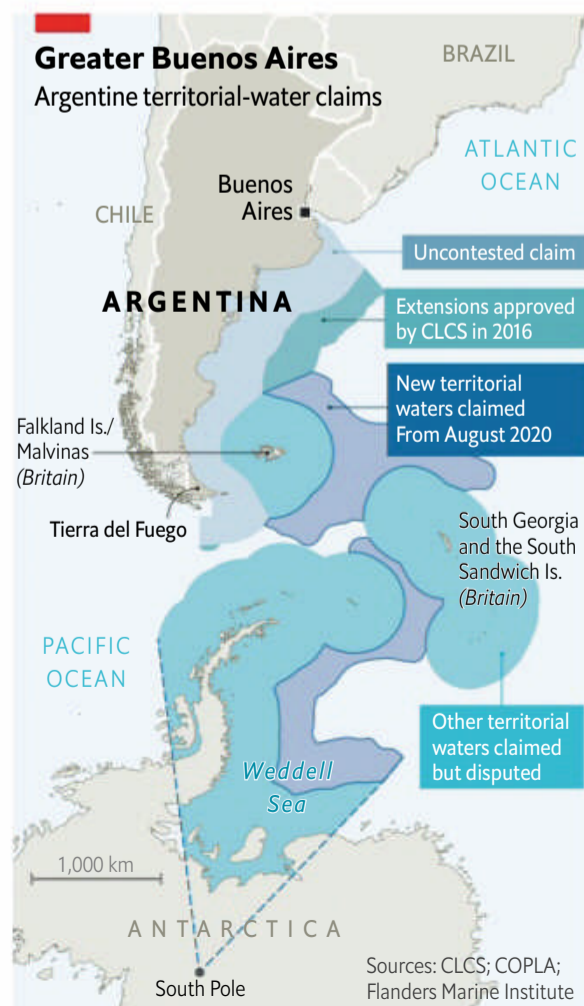 Greater Buenos Aires
Argentine territorial-water claims
BRAZIL
ATLANTIC
OCEAN
Buenos
Aires
CHILE
Uncontested claim
ARGENTINA
Extensions approved
by CLCS in 2016
New territorial
waters claimed
From August 2020
Falkland Is./
Malvinas
(Britain)
Tierra del Fuego
South Georgia
and the South
Sandwich Is.
(Britain)
PACIFIC
OCEAN
Other territorial
waters claimed
but disputed
Weddell
Sea
1,000 km
ANTARCTICA
South Pole
Sources: CLCS; COPLA;
Flanders Marine Institute